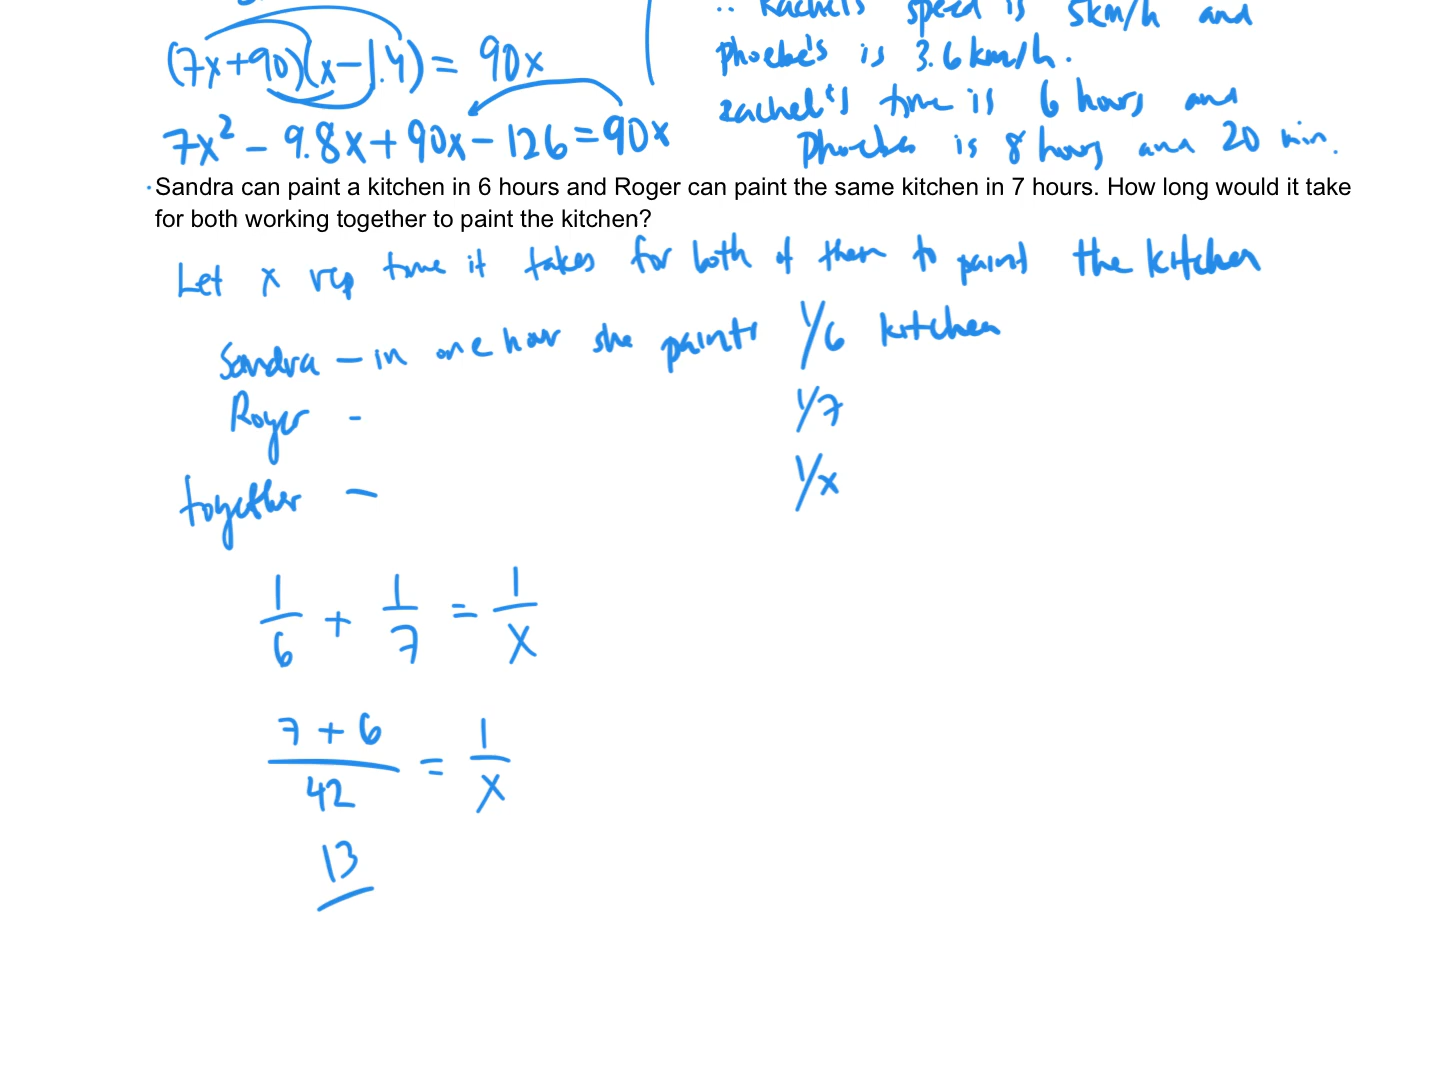 ∴ Rachel's speed is 5km/h and
(7x+90)(x-1.4) = 90x
Phoebe's is 3.6 km/h.
Rachel's time is 6 hours and
7x² - 9.8x + 90x - 126 = 90x
Phoebe's is 8 hours and 20 min.
Sandra can paint a kitchen in 6 hours and Roger can paint the same kitchen in 7 hours. How long would it take
for both working together to paint the kitchen?
Let x rep time it takes for both of them to paint the kitchen
Sandra - in one hour she paints 1/6 kitchen
Roger - 1/7
together - 1/x
1/6 + 1/7 = 1/x
7 + 6/42 = 1/x
13